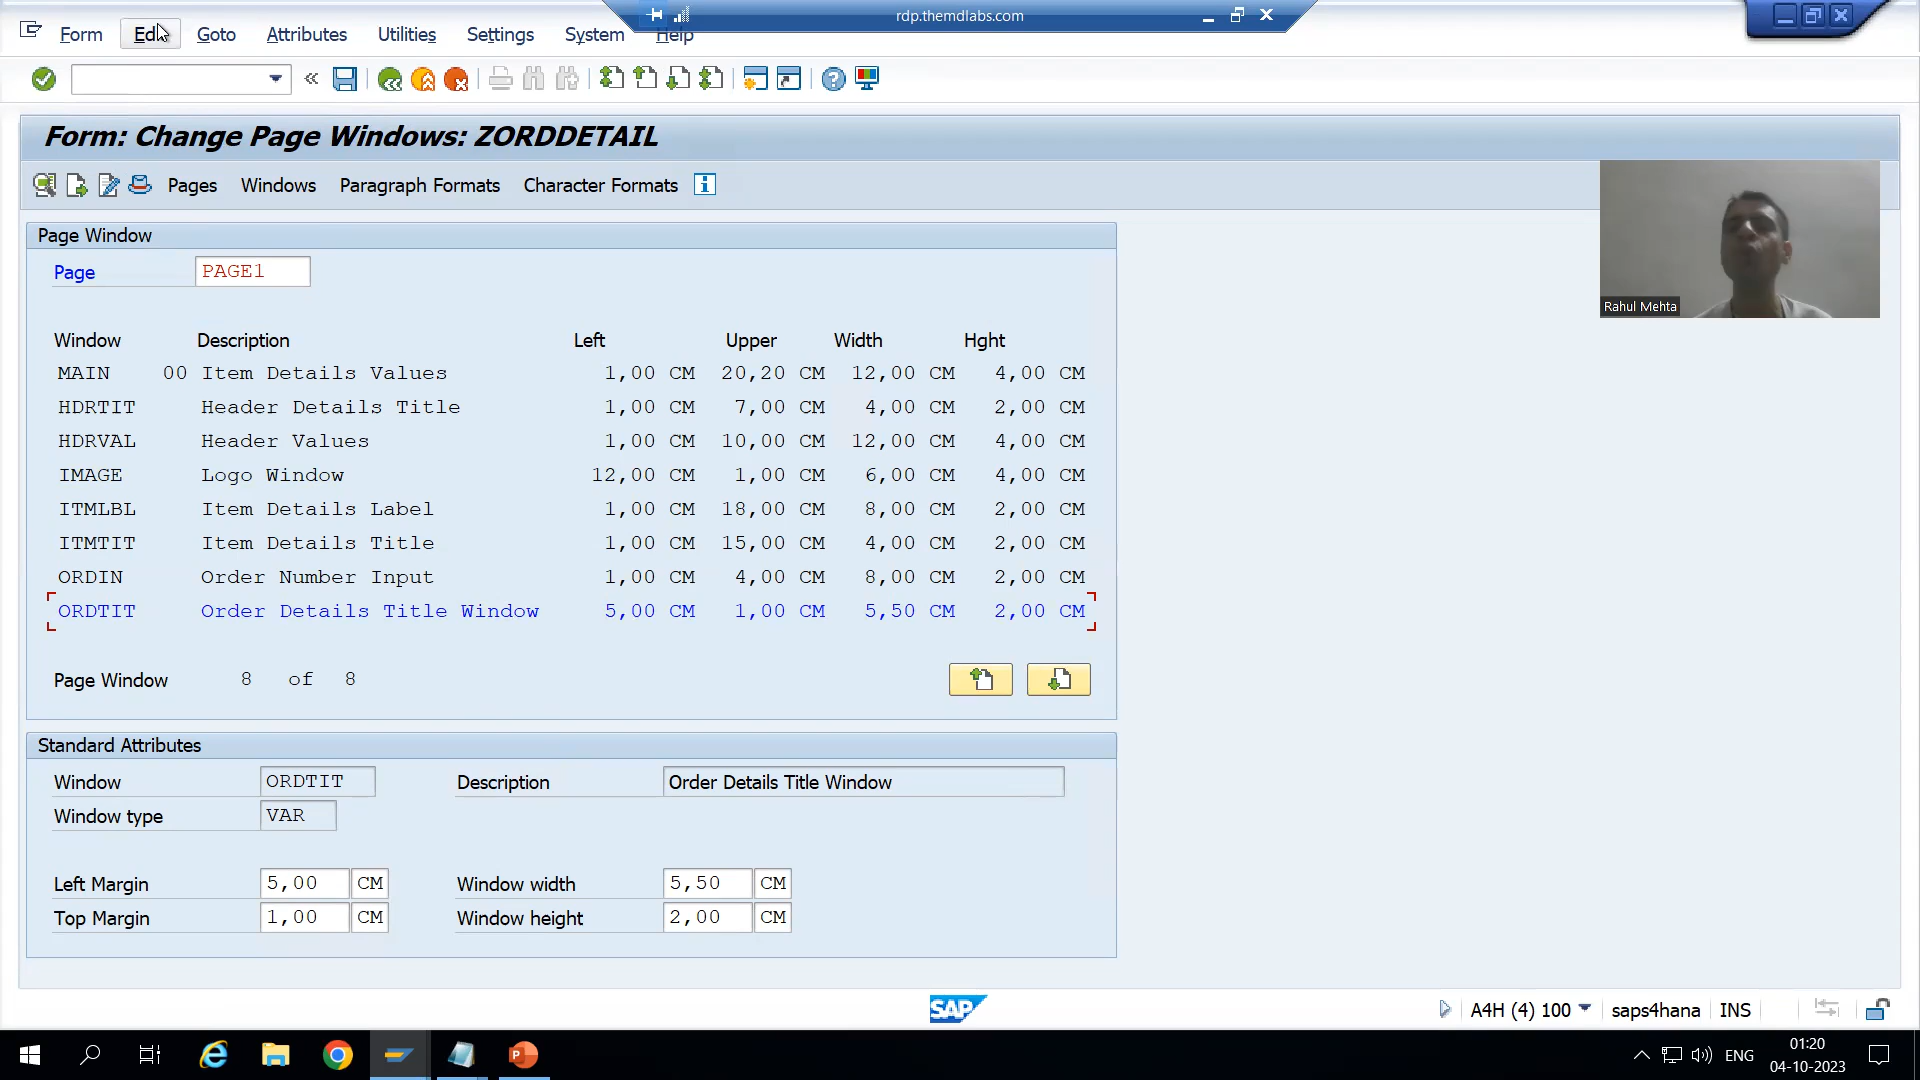 rdp.themdlabs.com
Form Edit Goto Attributes Utilities Settings System Help
Form: Change Page Windows: ZORDDETAIL
Pages Windows Paragraph Formats Character Formats
Rahul Mehta
Page Window
Page PAGE1
Window Description Left Upper Width Hght
MAIN 00 Item Details Values 1,00 CM 20,20 CM 12,00 CM 4,00 CM
HDRTIT Header Details Title 1,00 CM 7,00 CM 4,00 CM 2,00 CM
HDRVAL Header Values 1,00 CM 10,00 CM 12,00 CM 4,00 CM
IMAGE Logo Window 12,00 CM 1,00 CM 6,00 CM 4,00 CM
ITMLBL Item Details Label 1,00 CM 18,00 CM 8,00 CM 2,00 CM
ITMTIT Item Details Title 1,00 CM 15,00 CM 4,00 CM 2,00 CM
ORDIN Order Number Input 1,00 CM 4,00 CM 8,00 CM 2,00 CM
ORDTIT Order Details Title Window 5,00 CM 1,00 CM 5,50 CM 2,00 CM
Page Window 8 of 8
Standard Attributes
Window ORDTIT Description Order Details Title Window
Window type VAR
Left Margin 5,00 CM Window width 5,50 CM
Top Margin 1,00 CM Window height 2,00 CM
SAP A4H (4) 100 saps4hana INS
ENG 01:20
04-10-2023